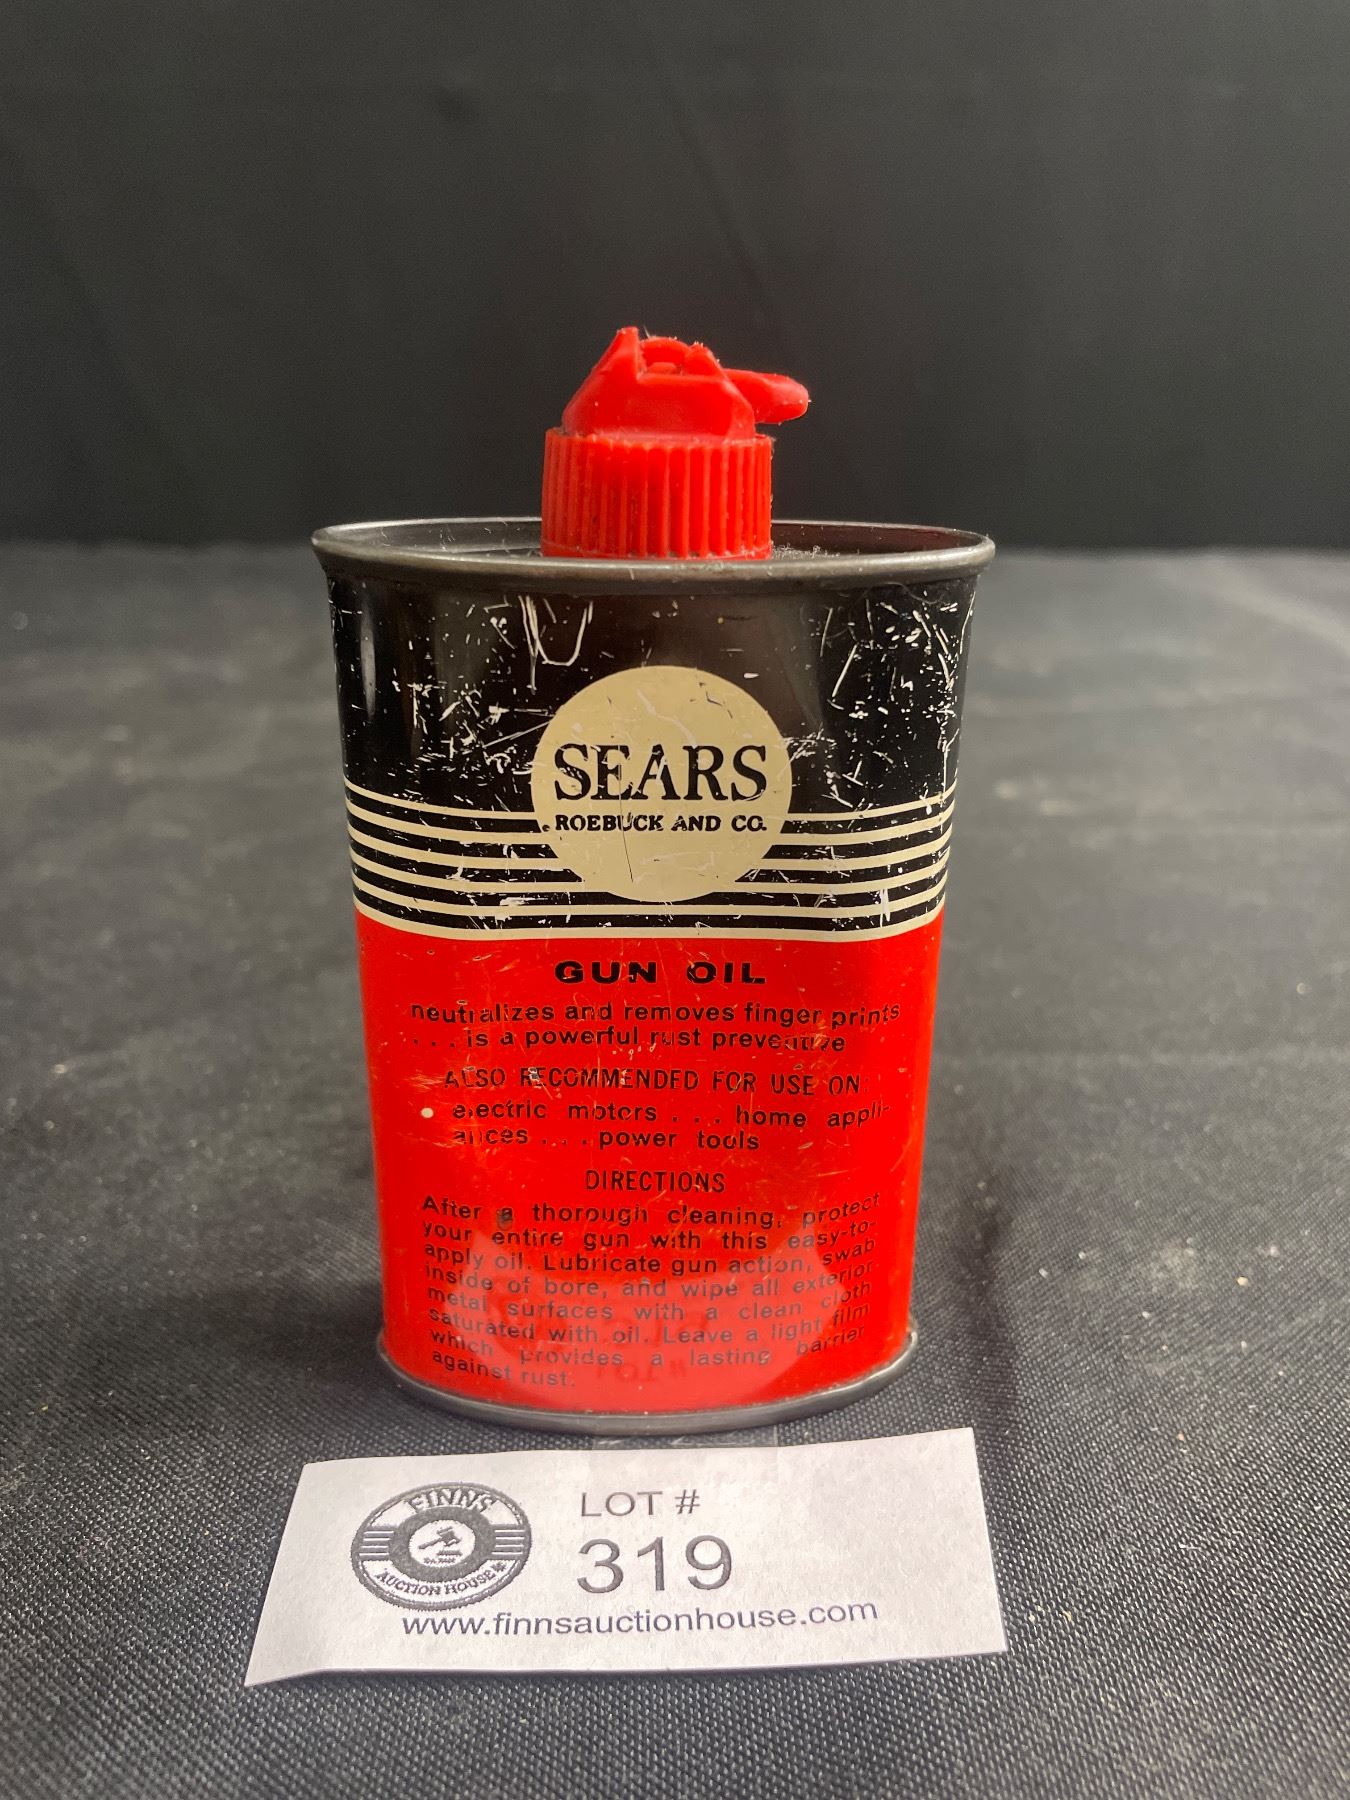 SEARS
ROEBUCK AND CO.
GUN OIL
neutralizes and removes finger prints
. . . is a powerful rust preventive
ALSO RECOMMENDED FOR USE ON:
electric motors . . . home appli-
ances . . . power tools
DIRECTIONS
After a thorough cleaning, protect
your entire gun with this easy-to-
apply oil. Lubricate gun action, swab
inside of bore, and wipe all exterior
metal surfaces with a clean cloth
saturated with oil. Leave a light film
which provides a lasting barrier
against rust.
FINNS
AUCTION HOUSE
LOT #
319
www.finnsauctionhouse.com